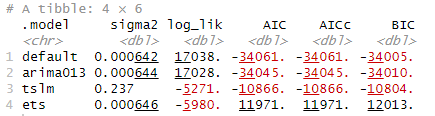 # A tibble: 4 × 6
.model sigma2 log_lik AIC AICc BIC
<chr> <dbl> <dbl> <dbl> <dbl> <dbl>
1 default 0.000642 17038. -34061. -34061. -34005.
2 arima013 0.000644 17028. -34045. -34045. -34010.
3 tslm 0.237 -5271. -10866. -10866. -10804.
4 ets 0.000646 -5980. 11971. 11971. 12013.